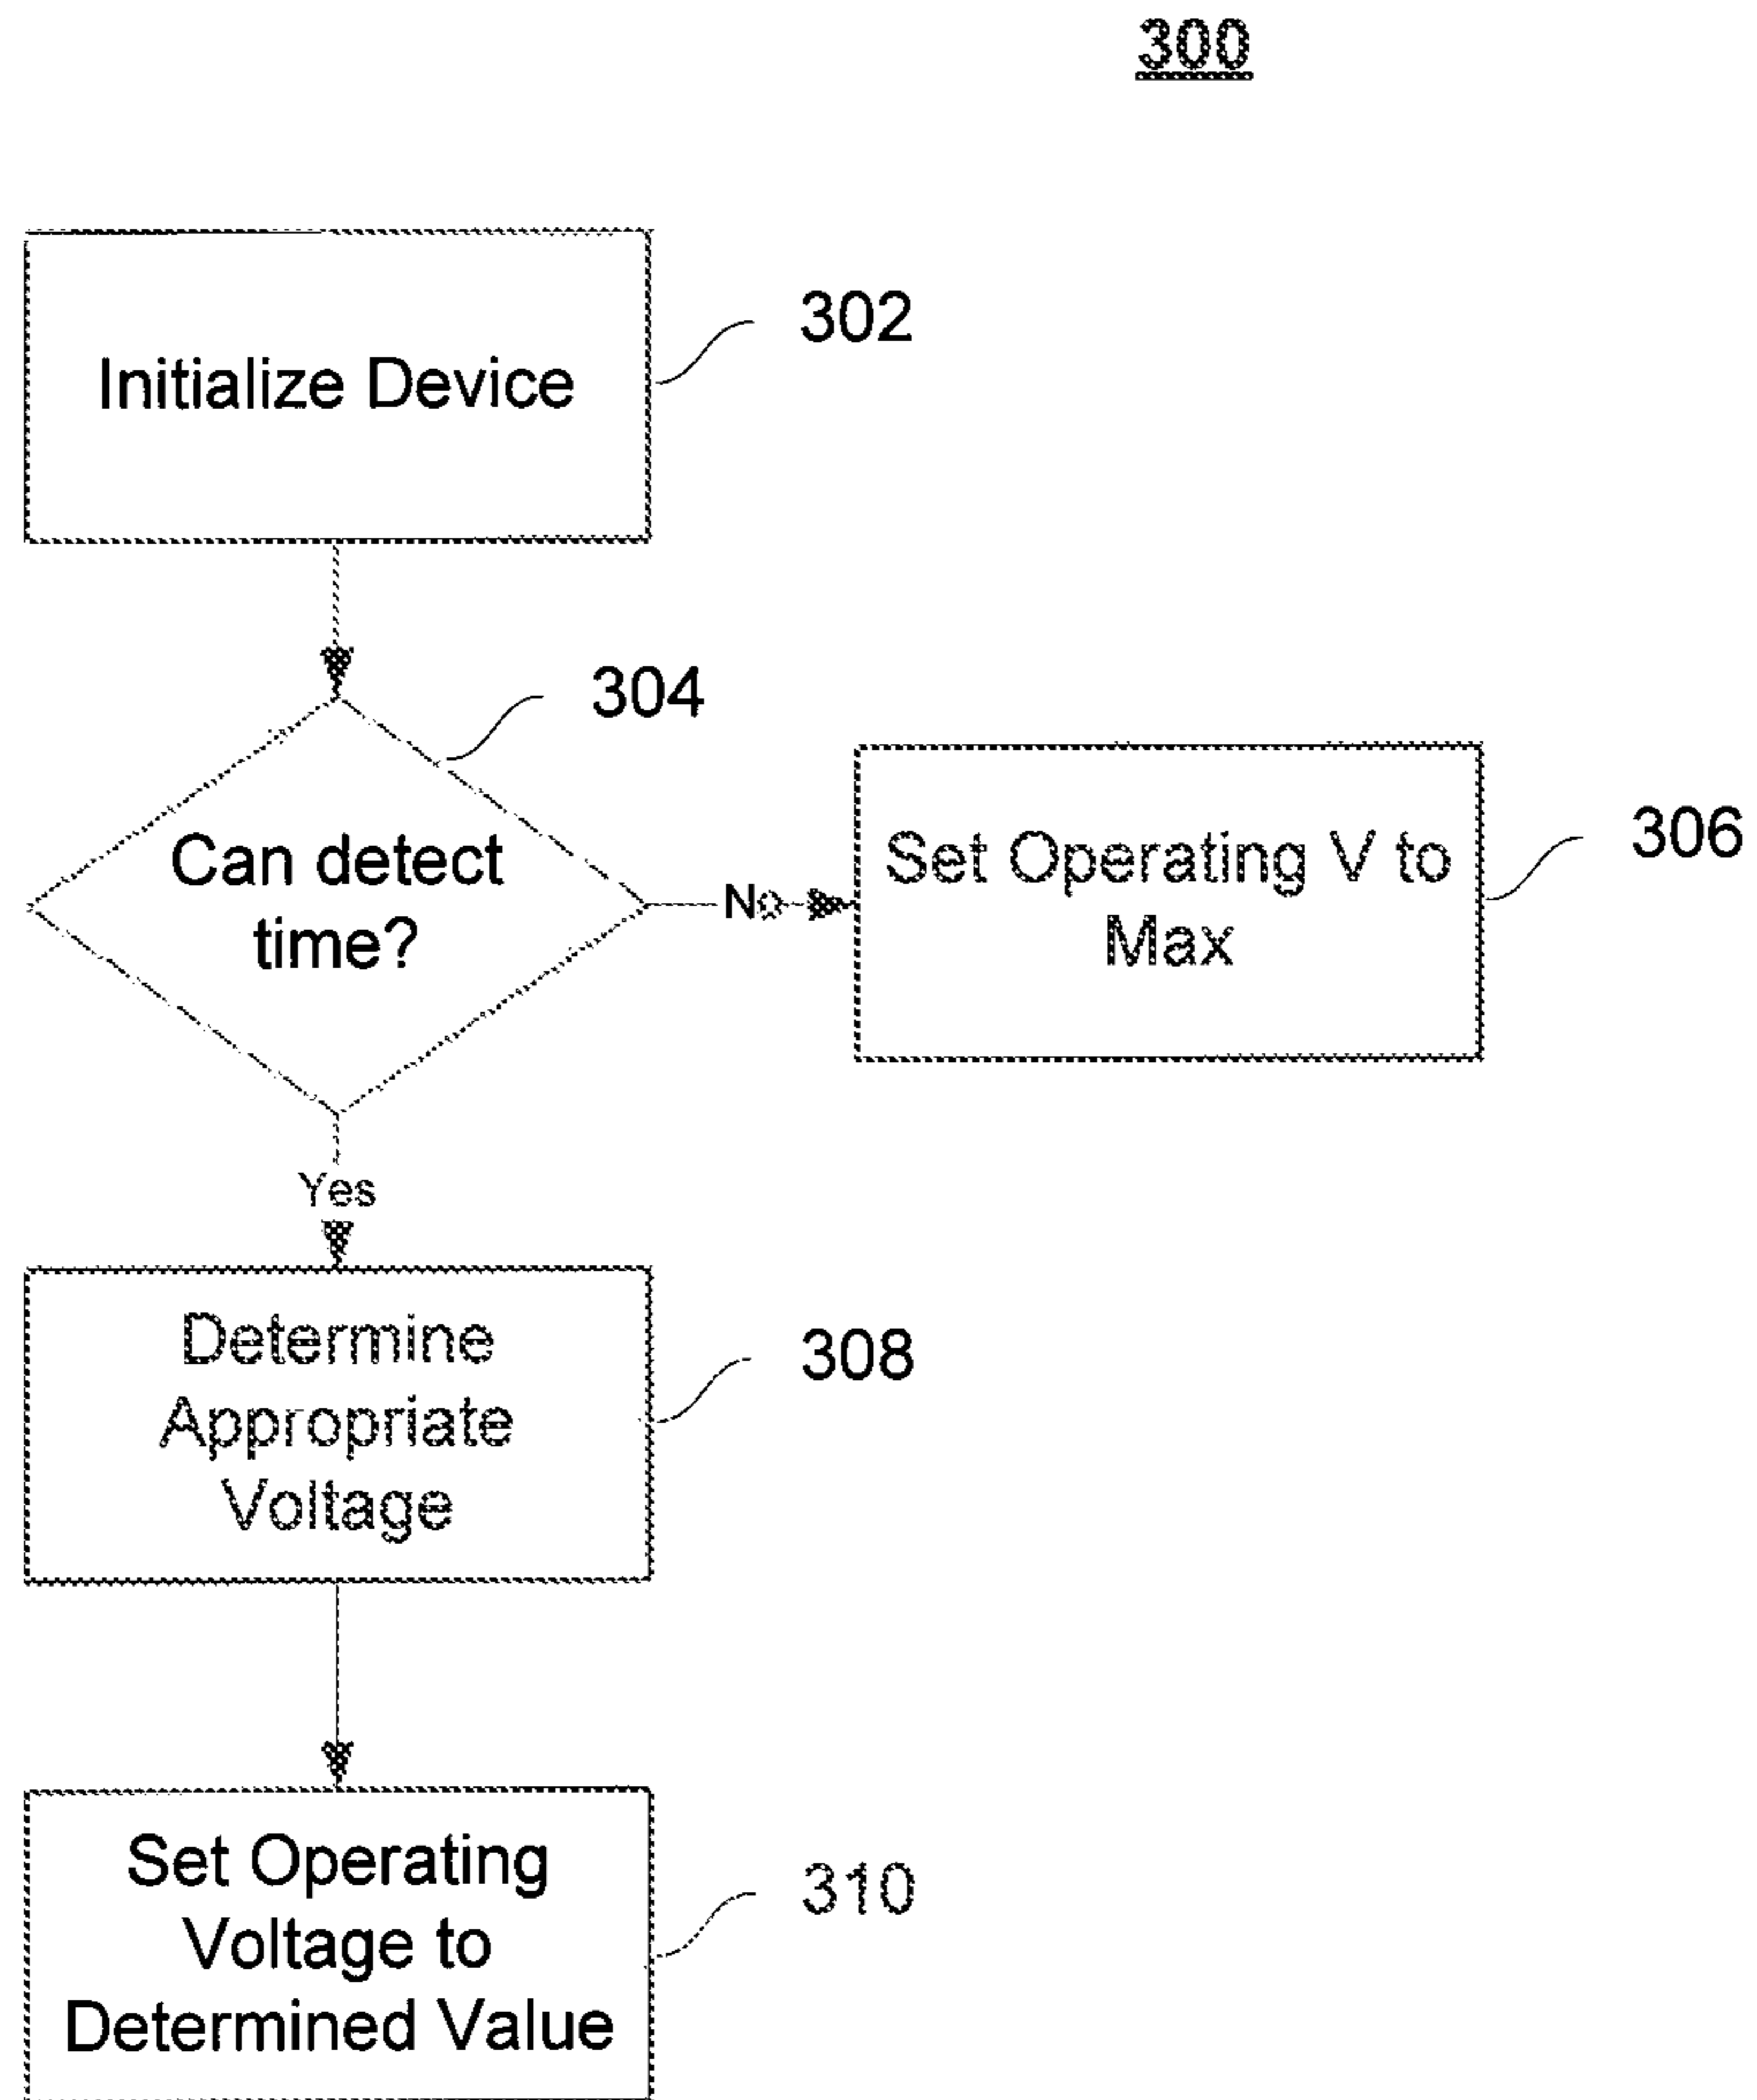 300
Initialize Device
302
304
Can detect
time?
No
Set Operating V to
Max
306
Yes
Determine
Appropriate
Voltage
308
Set Operating
Voltage to
Determined Value
310